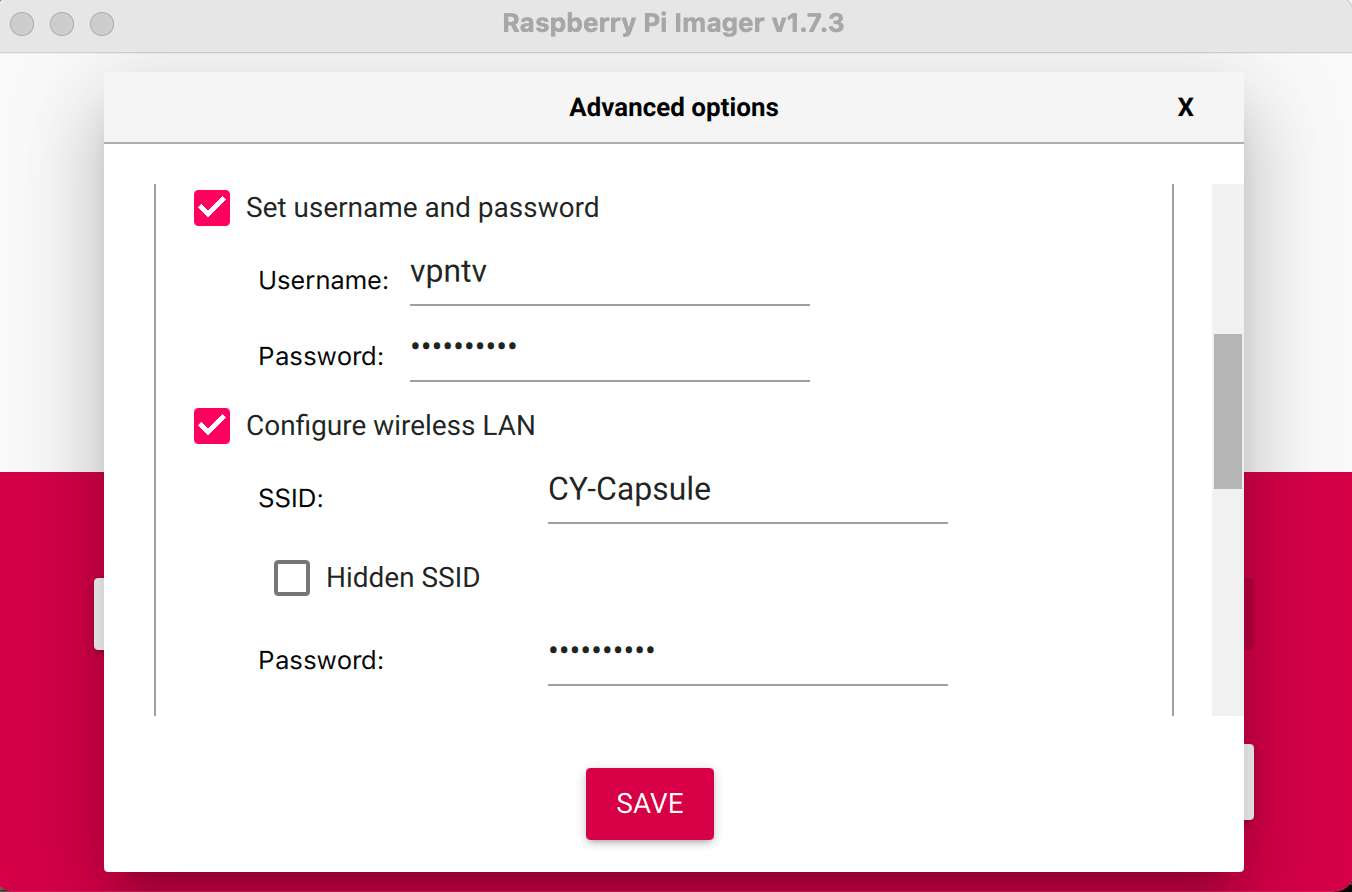 Raspberry Pi Imager v1.7.3
Advanced options X
Set username and password
Username: vpntv
Password: ••••••••••
Configure wireless LAN
SSID: CY-Capsule
Hidden SSID
Password: ••••••••••
SAVE